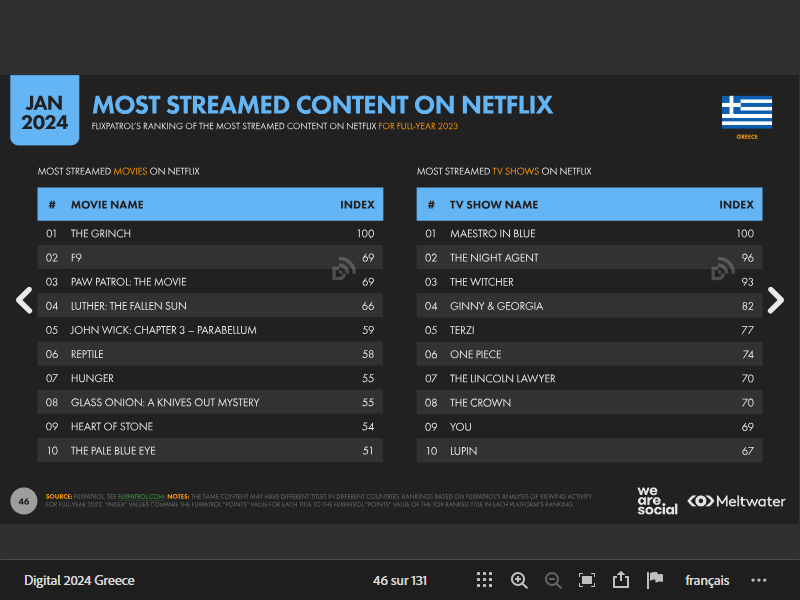 JAN
2024
MOST STREAMED CONTENT ON NETFLIX
FLIXPATROL'S RANKING OF THE MOST STREAMED CONTENT ON NETFLIX FOR FULL-YEAR 2023
GREECE
MOST STREAMED MOVIES ON NETFLIX
# MOVIE NAME INDEX
01 THE GRINCH 100
02 F9 69
03 PAW PATROL: THE MOVIE 69
04 LUTHER: THE FALLEN SUN 66
05 JOHN WICK: CHAPTER 3 – PARABELLUM 59
06 REPTILE 58
07 HUNGER 55
08 GLASS ONION: A KNIVES OUT MYSTERY 55
09 HEART OF STONE 54
10 THE PALE BLUE EYE 51
MOST STREAMED TV SHOWS ON NETFLIX
# TV SHOW NAME INDEX
01 MAESTRO IN BLUE 100
02 THE NIGHT AGENT 96
03 THE WITCHER 93
04 GINNY & GEORGIA 82
05 TERZI 77
06 ONE PIECE 74
07 THE LINCOLN LAWYER 70
08 THE CROWN 70
09 YOU 69
10 LUPIN 67
46
SOURCE: FLIXPATROL. SEE FLIXPATROL.COM. NOTES: THE SAME CONTENT MAY HAVE DIFFERENT TITLES IN DIFFERENT COUNTRIES. RANKINGS BASED ON FLIXPATROL'S ANALYSIS OF VIEWING ACTIVITY
FOR FULL-YEAR 2023. "INDEX" VALUES COMPARE THE FLIXPATROL "POINTS" VALUE FOR EACH TITLE TO THE FLIXPATROL "POINTS" VALUE OF THE TOP-RANKED TITLE IN EACH PLATFORM'S RANKING.
we
are.
social
Meltwater
Digital 2024 Greece
46 sur 131
français